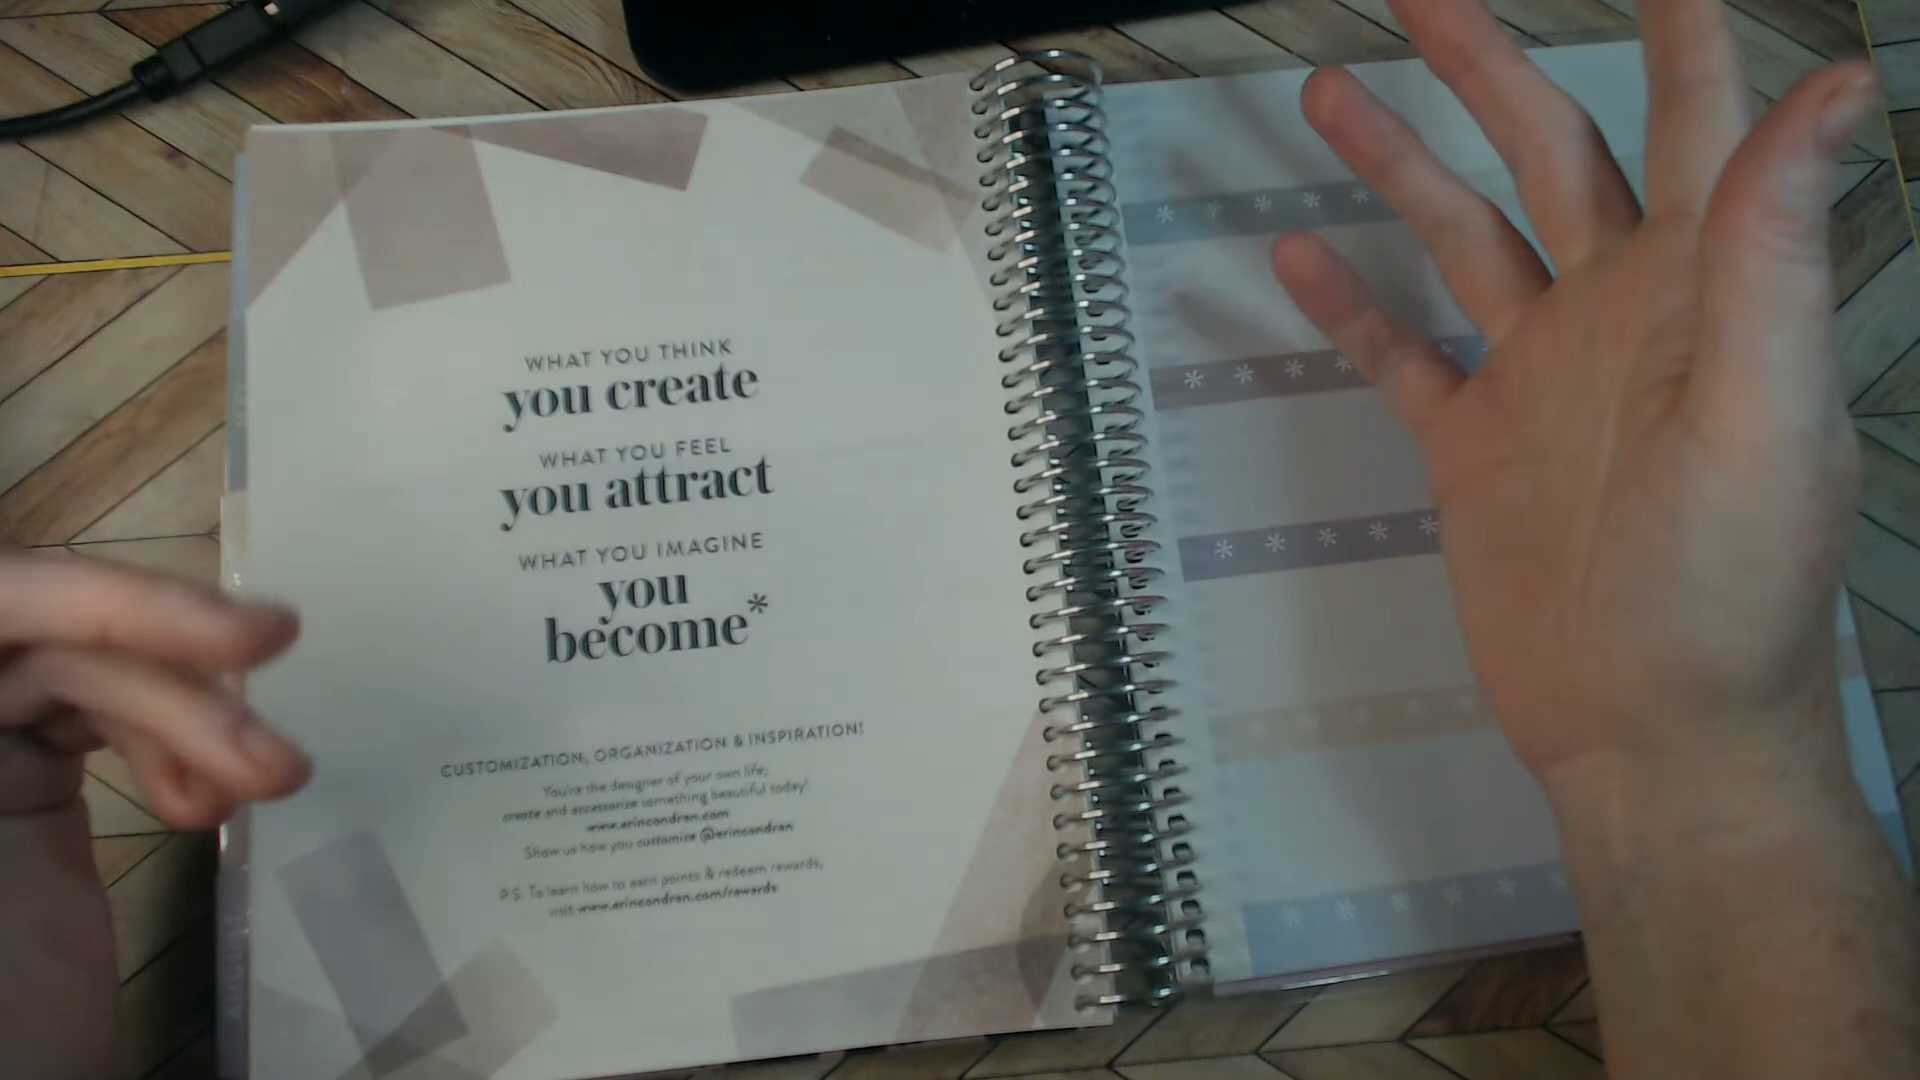 WHAT YOU THINK
you create
WHAT YOU FEEL
you attract
WHAT YOU IMAGINE
you
become*
CUSTOMIZATION, ORGANIZATION & INSPIRATION!
You're the designer of your own life;
create and accessorize something beautiful today!
www.erincondren.com
Show us how you customize @erincondren
P.S. To learn how to earn points & redeem rewards,
visit www.erincondren.com/rewards